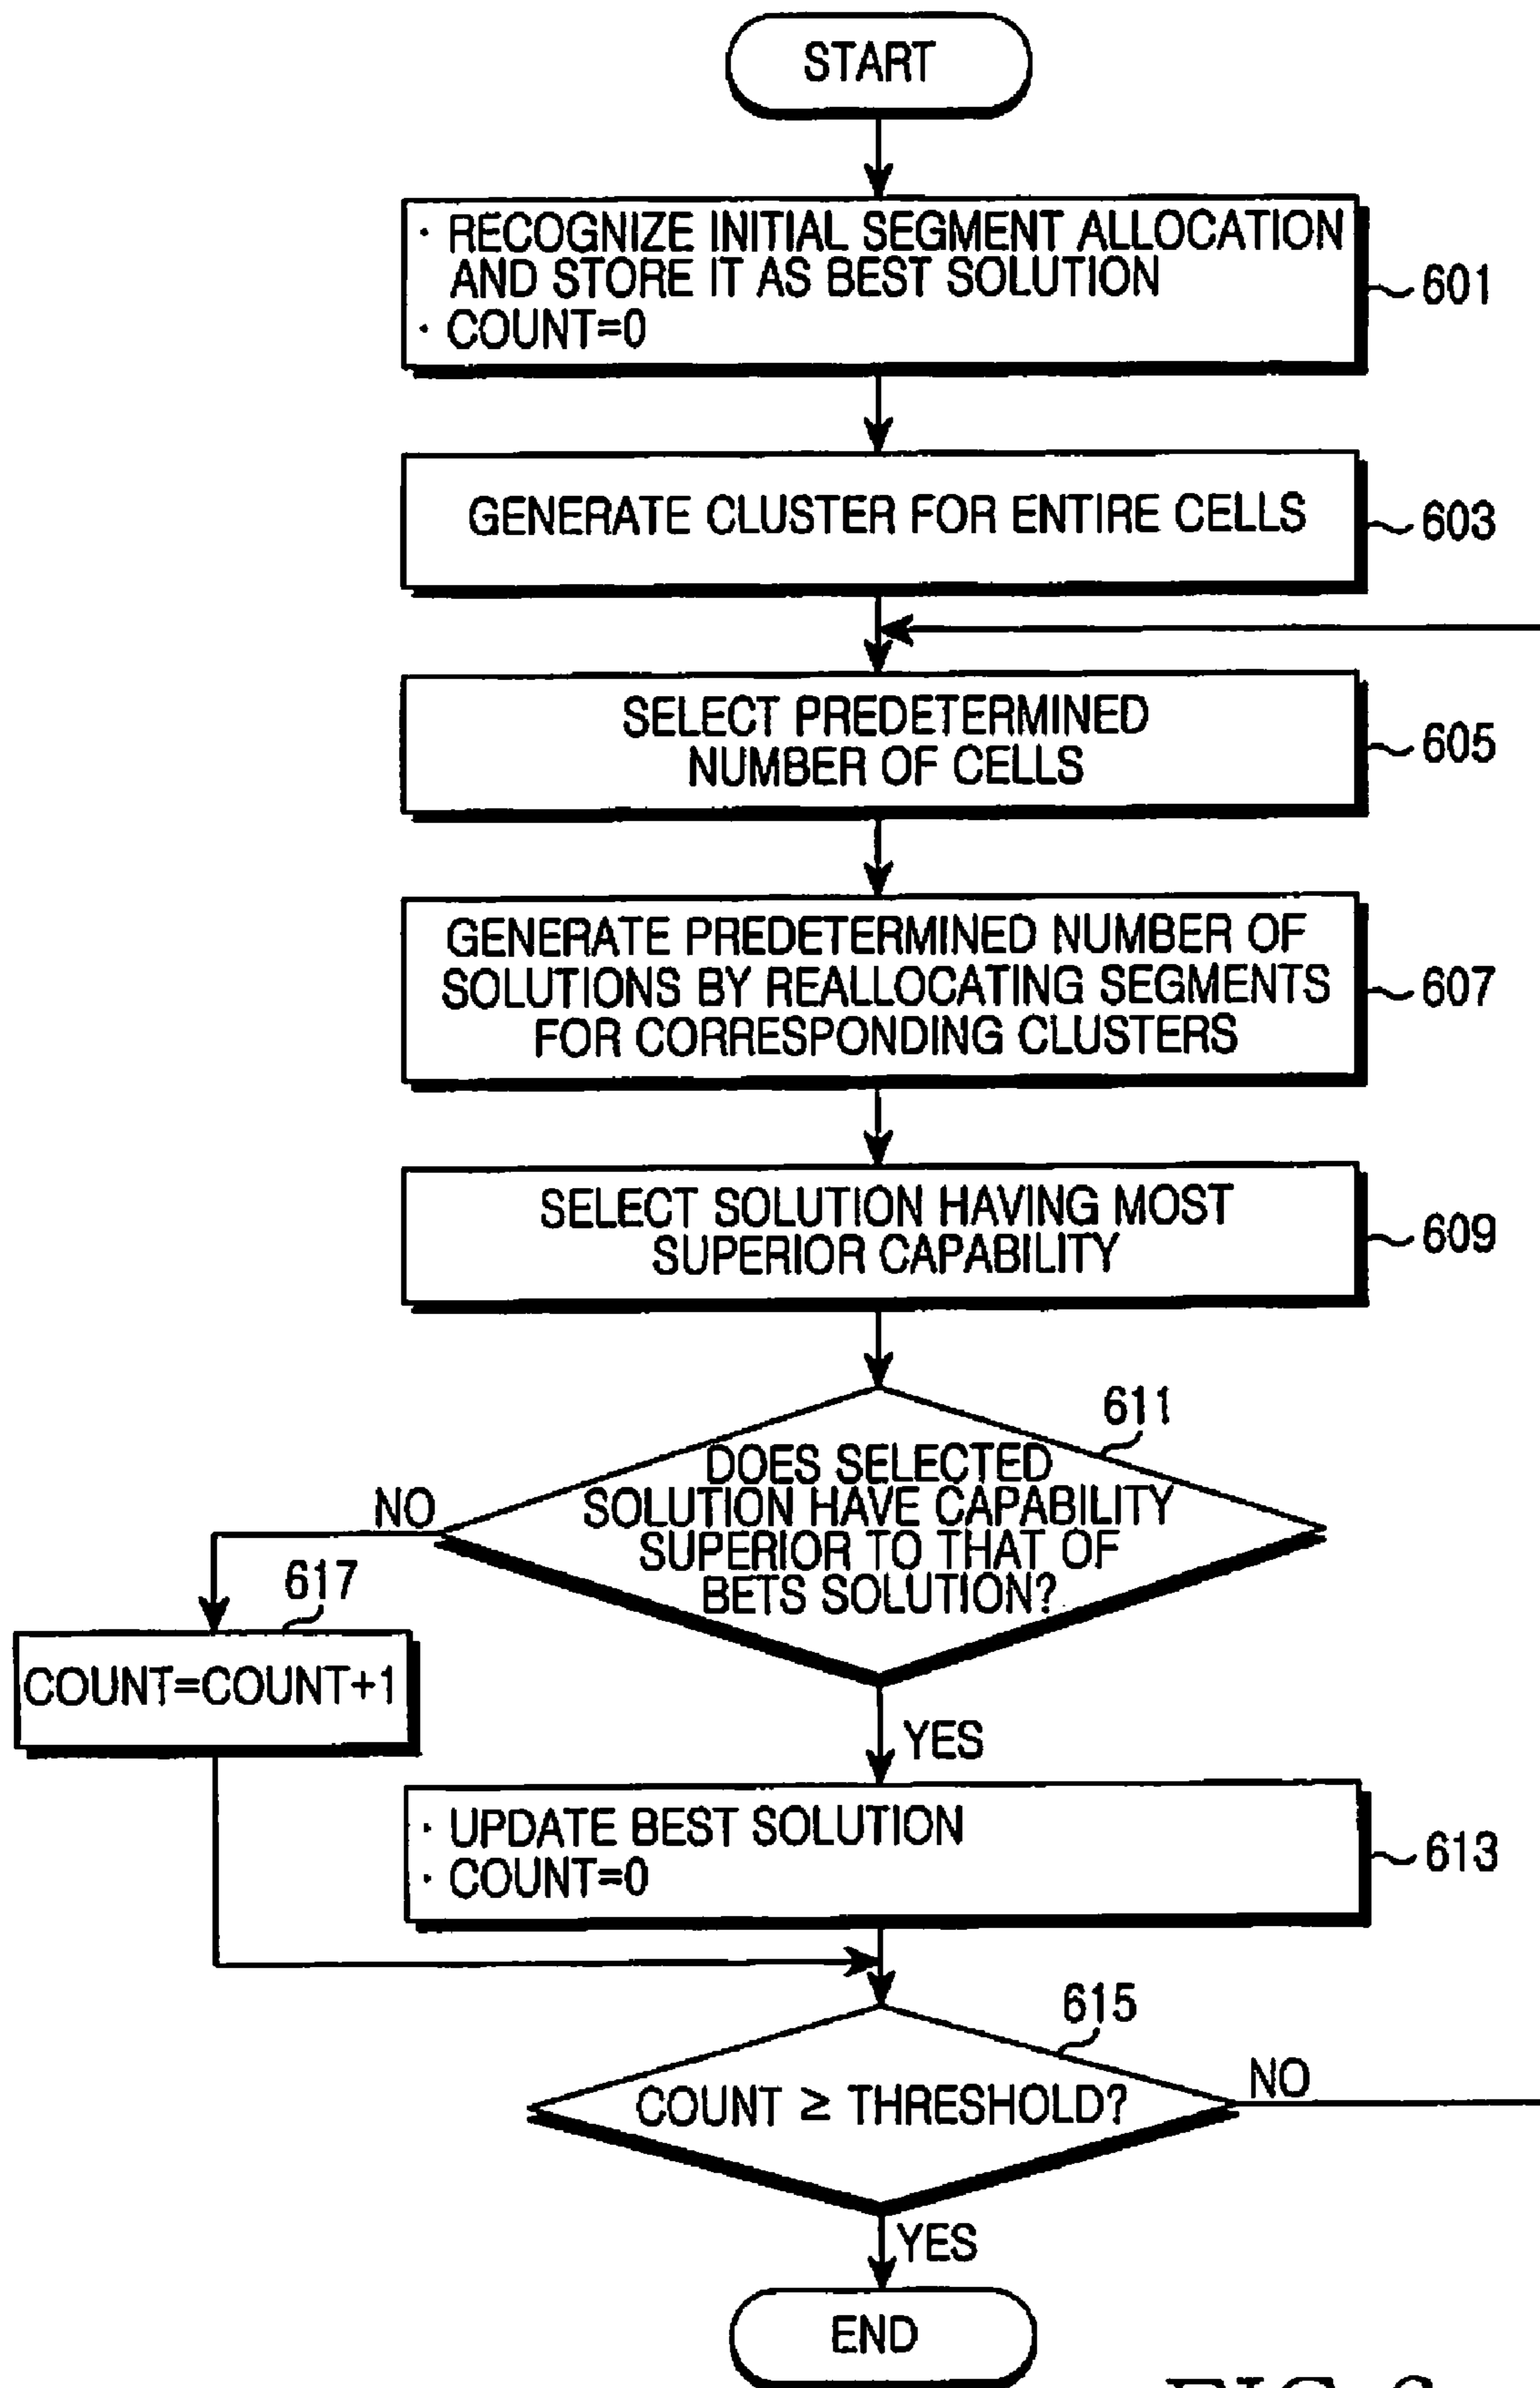 START
· RECOGNIZE INITIAL SEGMENT ALLOCATION
AND STORE IT AS BEST SOLUTION
· COUNT=0
601
GENERATE CLUSTER FOR ENTIRE CELLS
603
SELECT PREDETERMINED
NUMBER OF CELLS
605
GENERATE PREDETERMINED NUMBER OF
SOLUTIONS BY REALLOCATING SEGMENTS
FOR CORRESPONDING CLUSTERS
607
SELECT SOLUTION HAVING MOST
SUPERIOR CAPABILITY
609
611
DOES SELECTED
SOLUTION HAVE CAPABILITY
SUPERIOR TO THAT OF
BETS SOLUTION?
NO
617
COUNT=COUNT+1
YES
· UPDATE BEST SOLUTION
· COUNT=0
613
615
COUNT ≥ THRESHOLD?
NO
YES
END